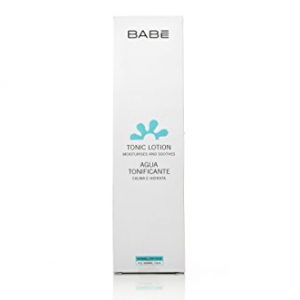 BABÉ
TONIC LOTION
MOISTURISES AND SOOTHES
AGUA
TONIFICANTE
CALMA E HIDRATA